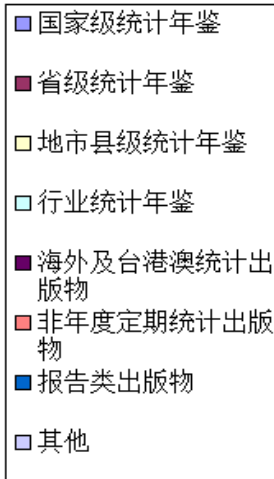 国家级统计年鉴
省级统计年鉴
地市县级统计年鉴
行业统计年鉴
海外及台港澳统计出
版物
非年度定期统计出版
物
报告类出版物
其他